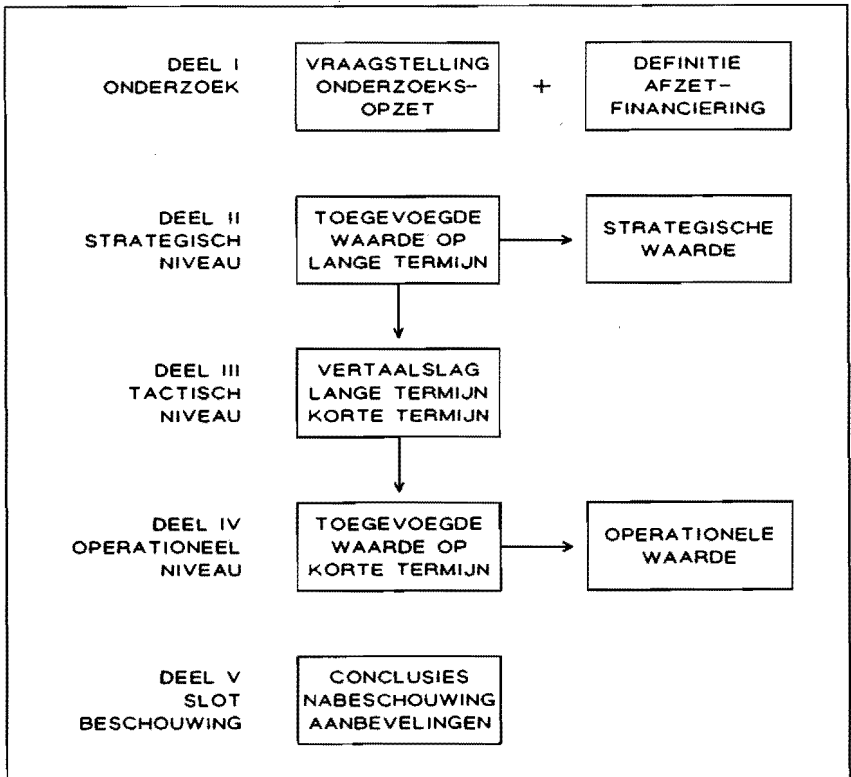 DEEL I
ONDERZOEK
VRAAGSTELLING
ONDERZOEKS-
OPZET
+
DEFINITIE
AFZET-
FINANCIERING
DEEL II
STRATEGISCH
NIVEAU
TOEGEVOEGDE
WAARDE OP
LANGE TERMIJN
STRATEGISCHE
WAARDE
DEEL III
TACTISCH
NIVEAU
VERTAALSLAG
LANGE TERMIJN
KORTE TERMIJN
DEEL IV
OPERATIONEEL
NIVEAU
TOEGEVOEGDE
WAARDE OP
KORTE TERMIJN
OPERATIONELE
WAARDE
DEEL V
SLOT
BESCHOUWING
CONCLUSIES
NABESCHOUWING
AANBEVELINGEN